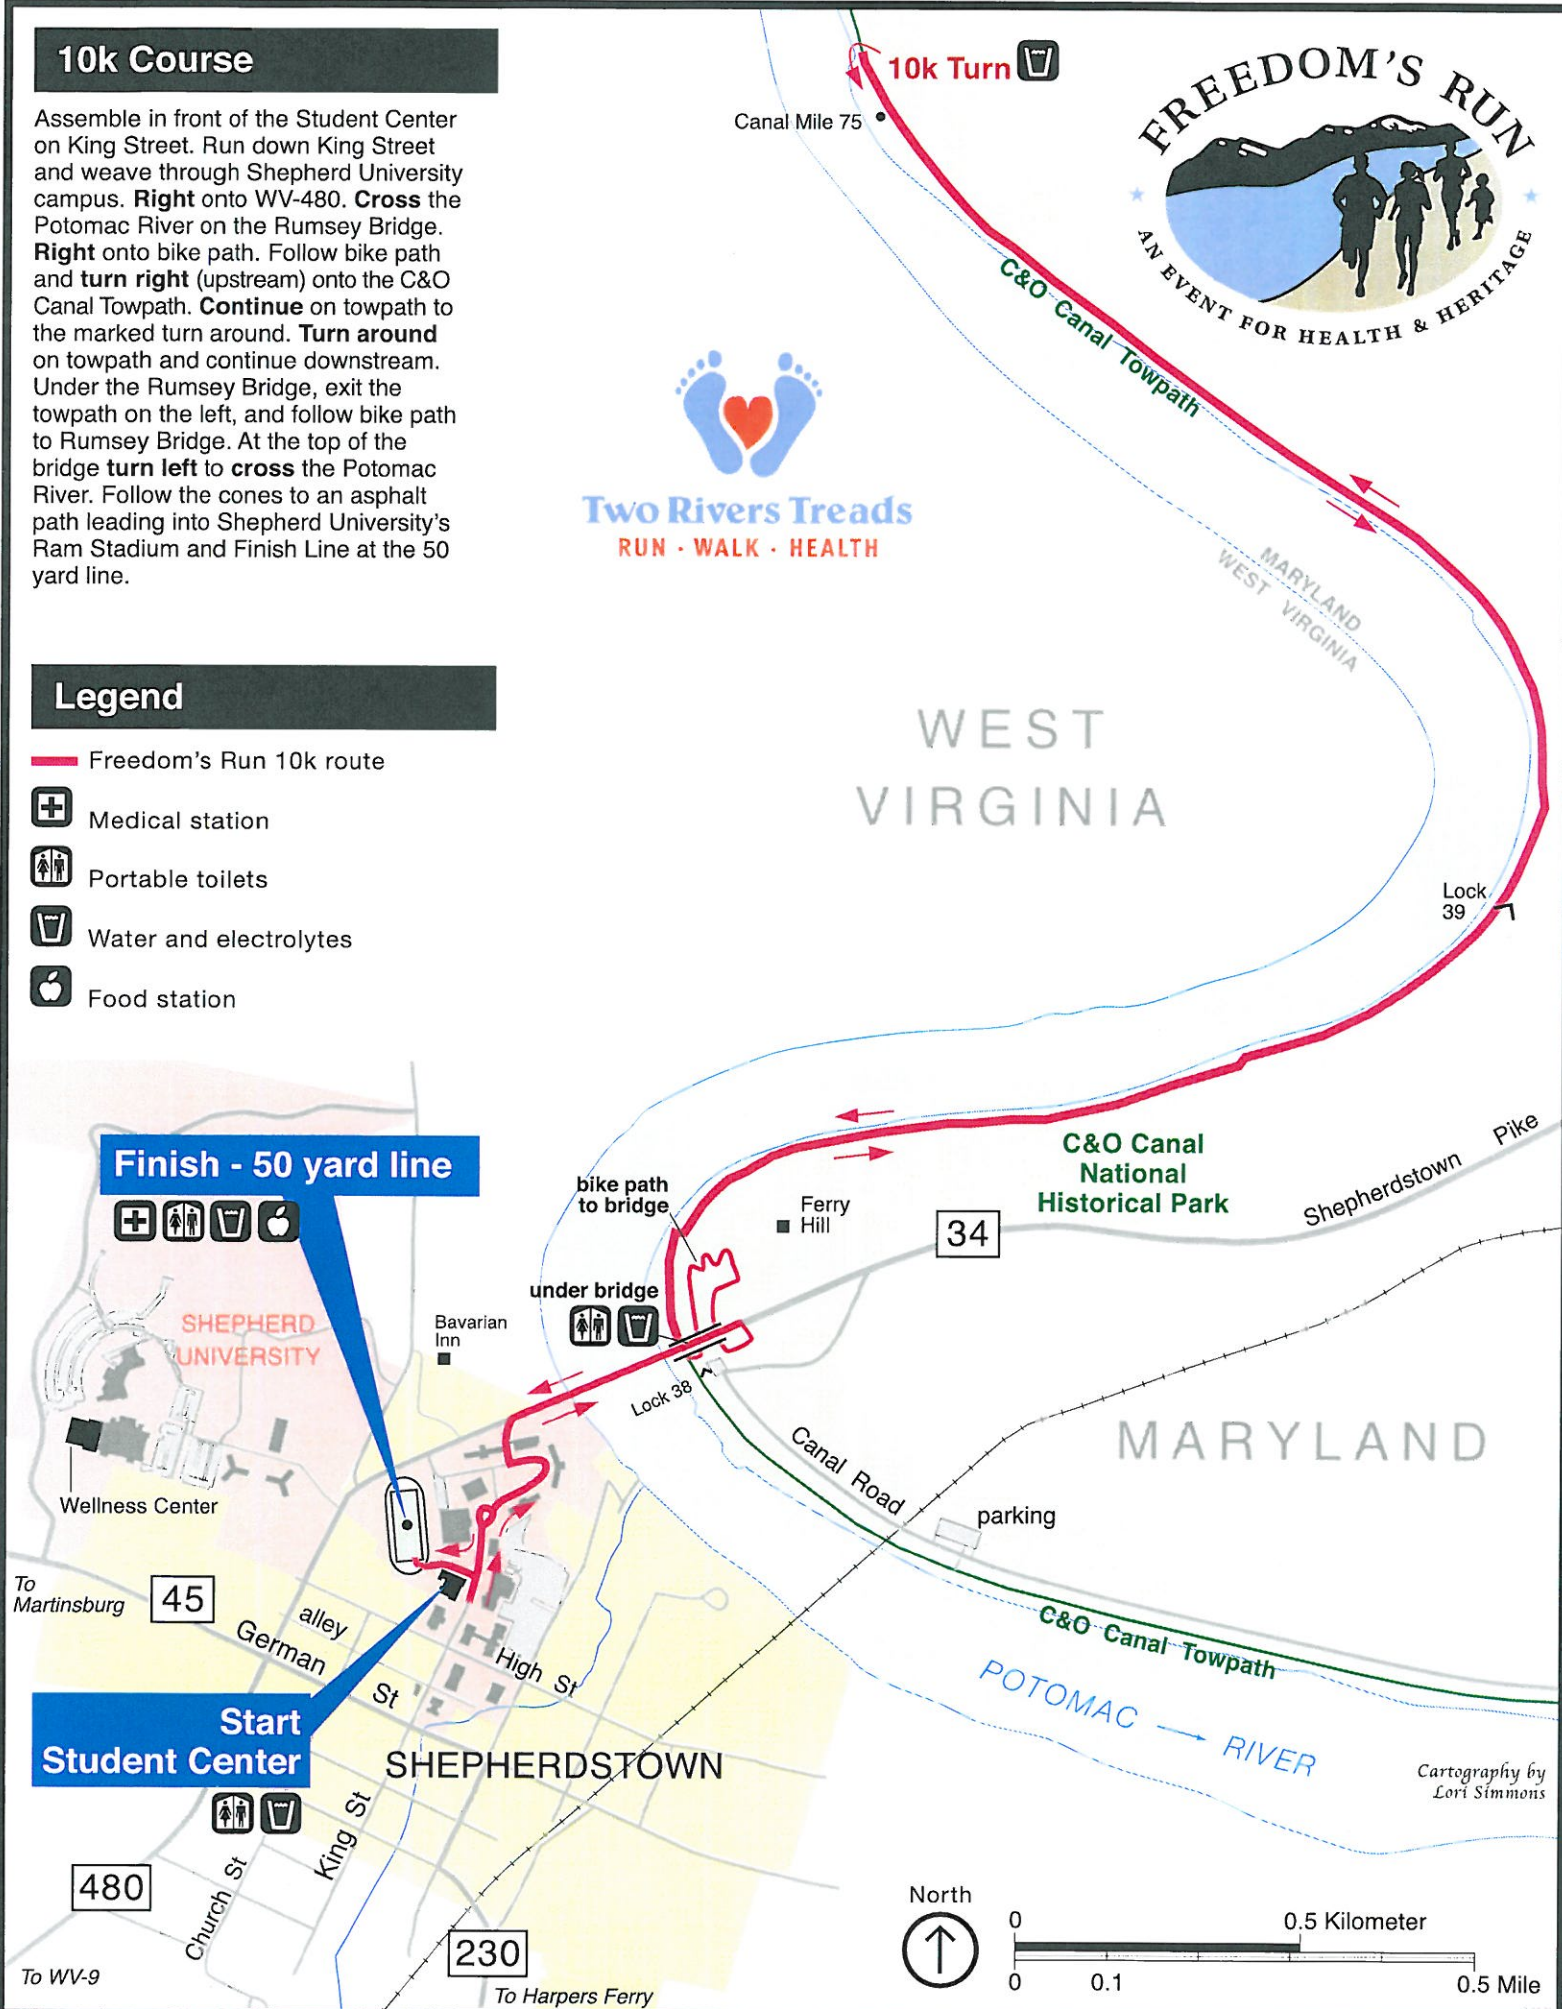 10k Course
Assemble in front of the Student Center
on King Street. Run down King Street
and weave through Shepherd University
campus. Right onto WV-480. Cross the
Potomac River on the Rumsey Bridge.
Right onto bike path. Follow bike path
and turn right (upstream) onto the C&O
Canal Towpath. Continue on towpath to
the marked turn around. Turn around
on towpath and continue downstream.
Under the Rumsey Bridge, exit the
towpath on the left, and follow bike path
to Rumsey Bridge. At the top of the
bridge turn left to cross the Potomac
River. Follow the cones to an asphalt
path leading into Shepherd University's
Ram Stadium and Finish Line at the 50
yard line.
Legend
Freedom's Run 10k route
Medical station
Portable toilets
Water and electrolytes
Food station
10k Turn
Canal Mile 75
FREEDOM'S RUN
AN EVENT FOR HEALTH & HERITAGE
C&O Canal Towpath
Two Rivers Treads
RUN · WALK · HEALTH
MARYLAND
WEST VIRGINIA
WEST
VIRGINIA
Lock
39
C&O Canal
National
Historical Park
Shepherdstown Pike
34
bike path
to bridge
Ferry
Hill
under bridge
Finish - 50 yard line
SHEPHERD
UNIVERSITY
Bavarian
Inn
Lock 38
Wellness Center
Canal Road
parking
MARYLAND
To
Martinsburg
45
alley
German
St
High St
C&O Canal Towpath
POTOMAC
RIVER
Start
Student Center
SHEPHERDSTOWN
King St
Church St
480
230
To WV-9
To Harpers Ferry
Cartography by
Lori Simmons
North
0
0.5 Kilometer
0
0.1
0.5 Mile